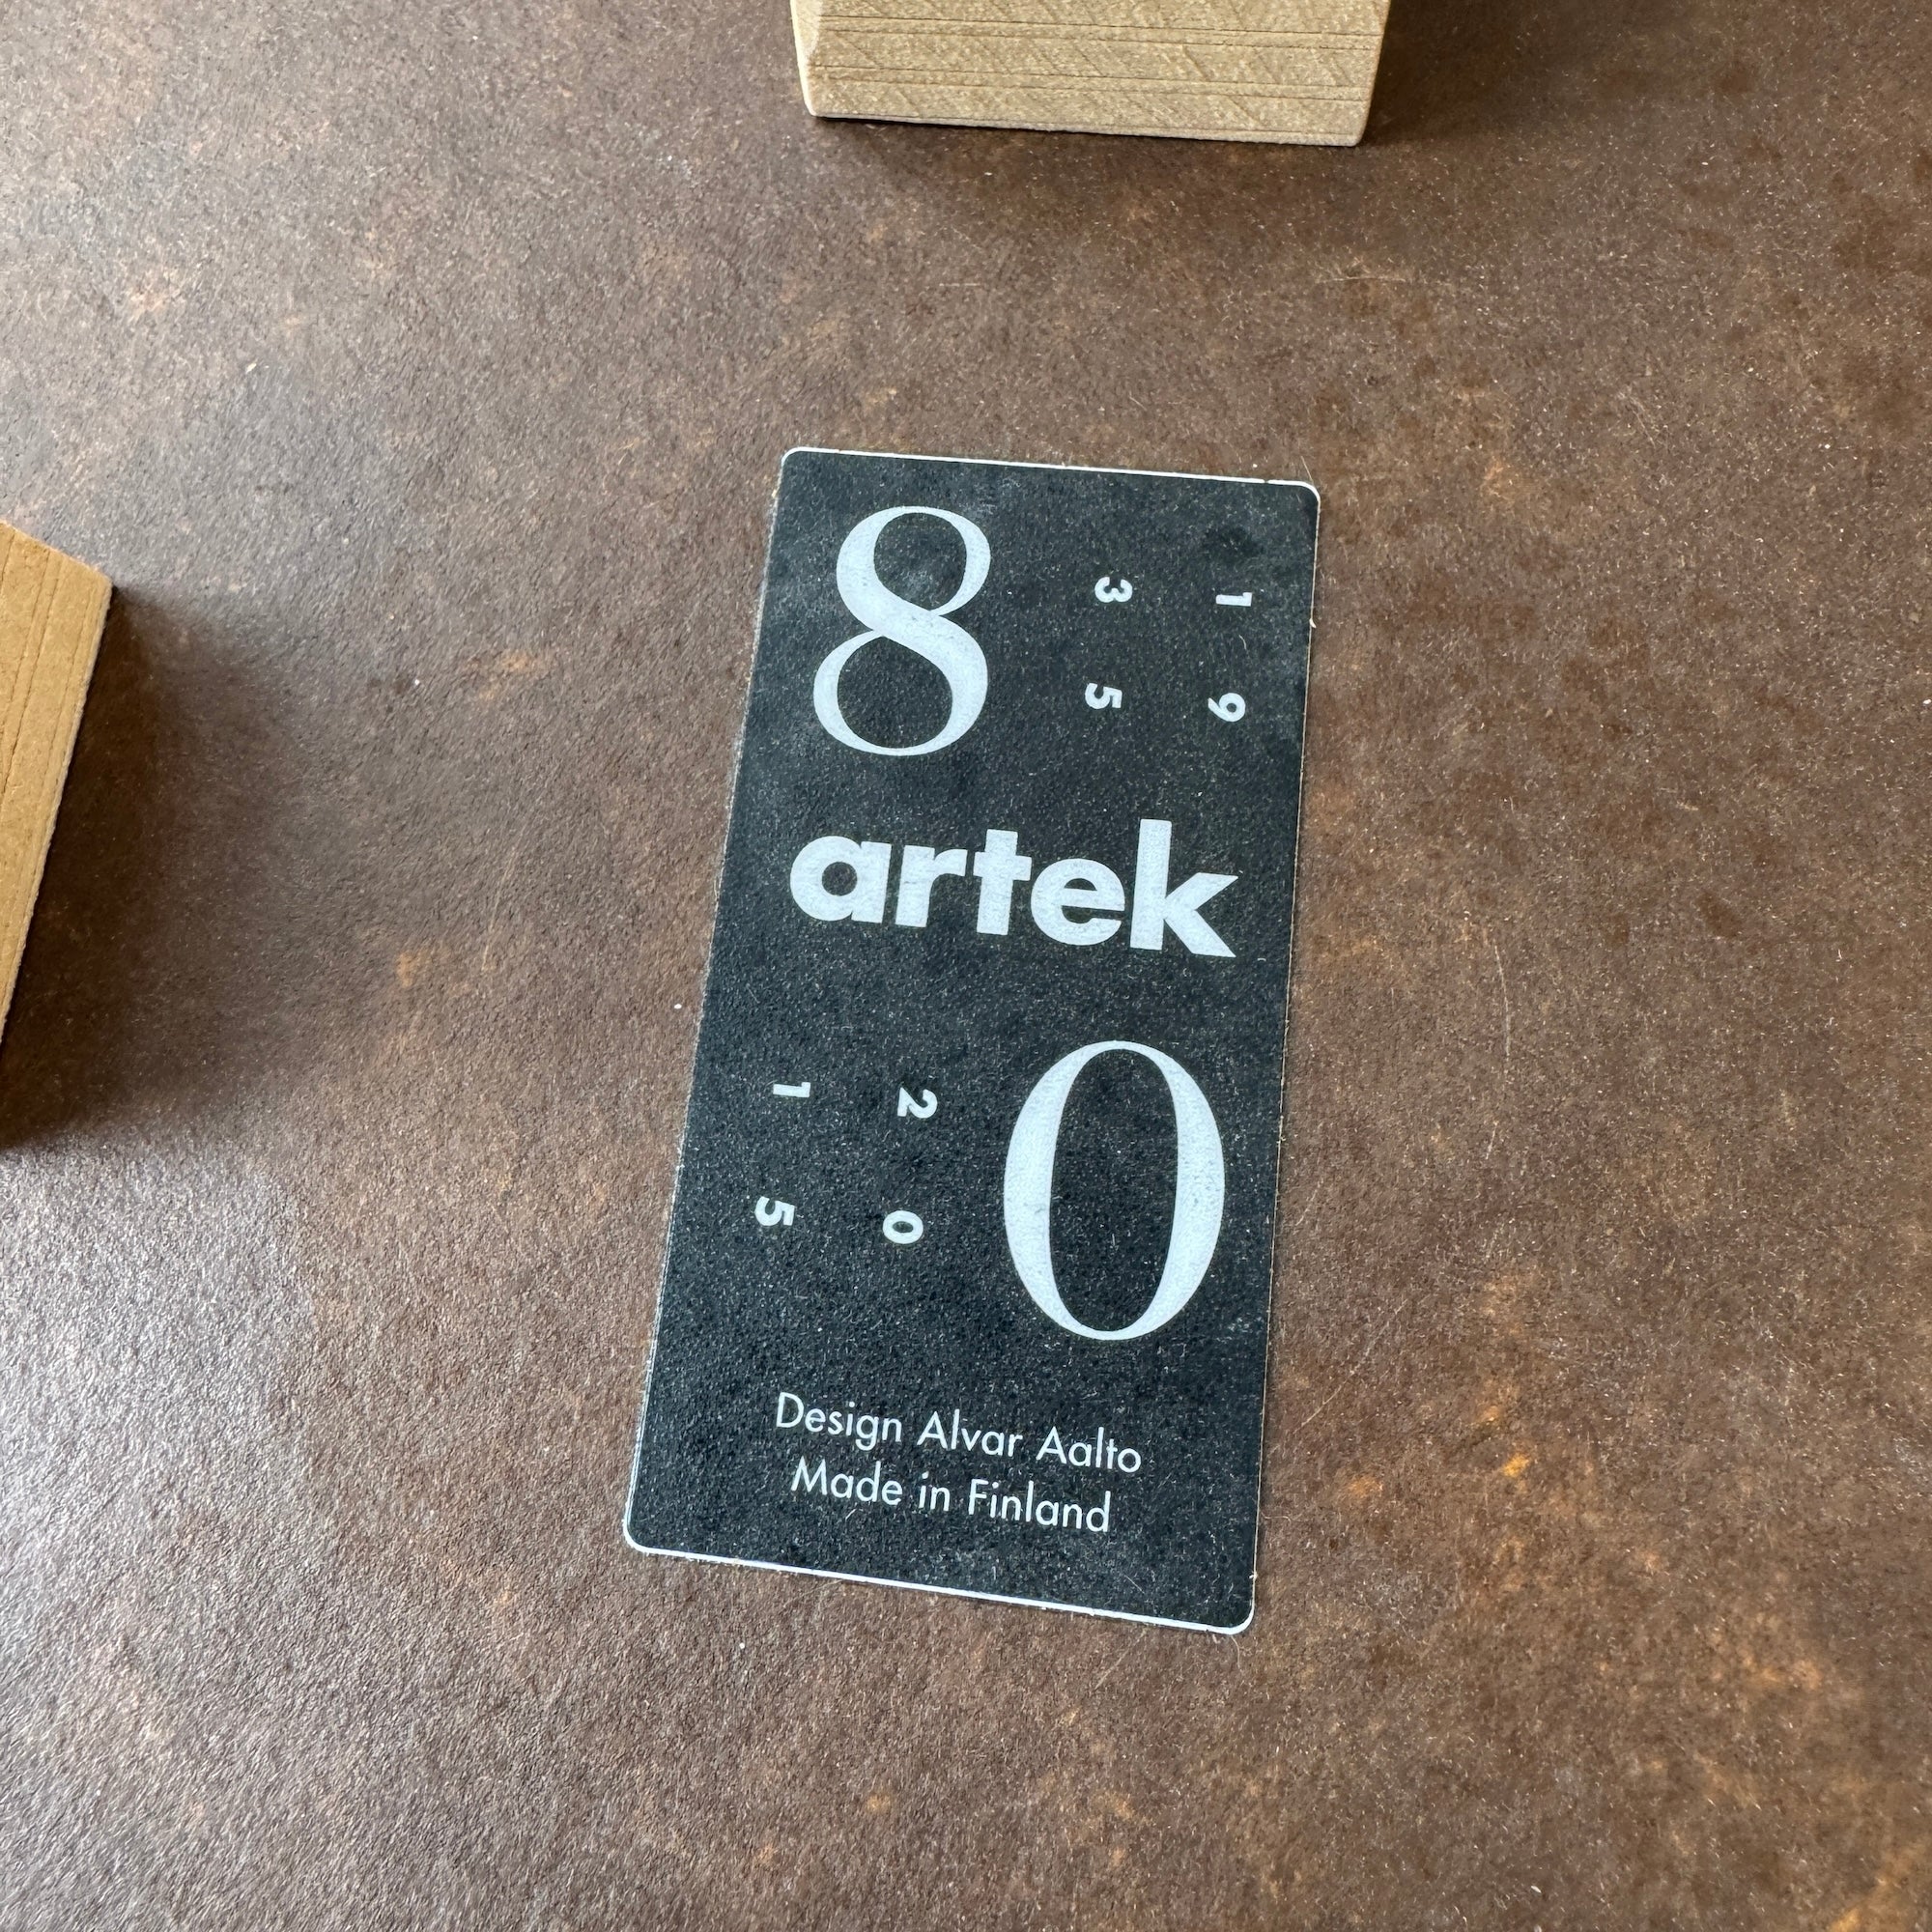 8
1 9
3 5
artek
2 0
1 5
0
Design Alvar Aalto
Made in Finland